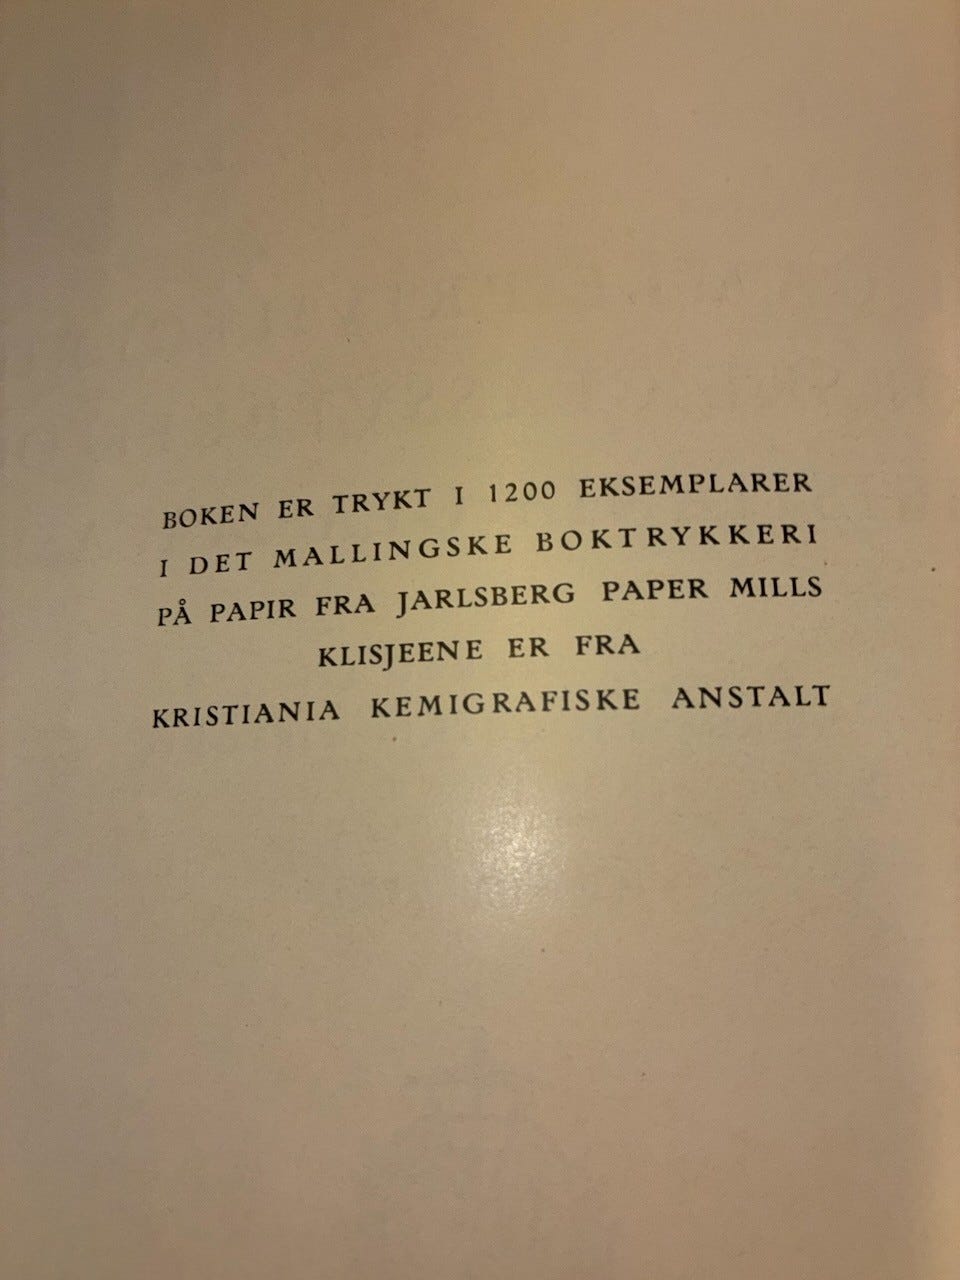 BOKEN ER TRYKT I 1200 EKSEMPLARER
I DET MALLINGSKE BOKTRYKKERI
PÅ PAPIR FRA JARLSBERG PAPER MILLS
KLISJEENE ER FRA
KRISTIANIA KEMIGRAFISKE ANSTALT